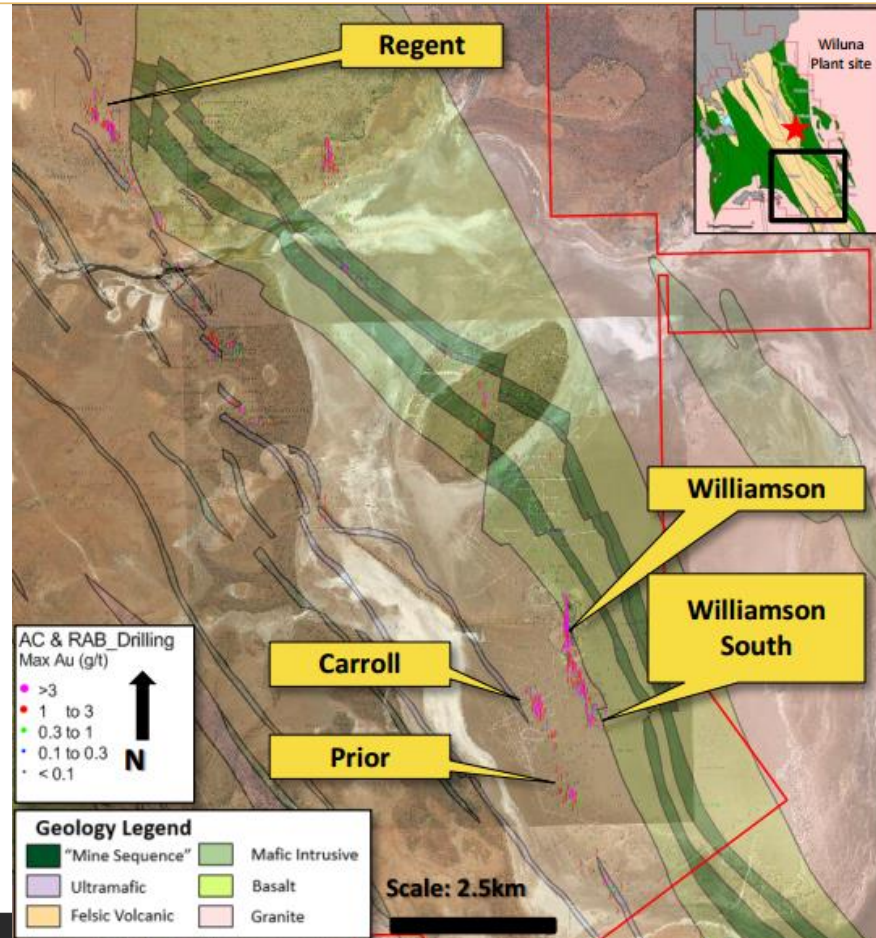 Regent
Wiluna
Plant site
Williamson
Williamson
South
Carroll
Prior
AC & RAB_Drilling
Max Au (g/t)
>3
1 to 3
0.3 to 1
0.1 to 0.3
< 0.1
N
Geology Legend
"Mine Sequence"
Mafic Intrusive
Ultramafic
Basalt
Felsic Volcanic
Granite
Scale: 2.5km